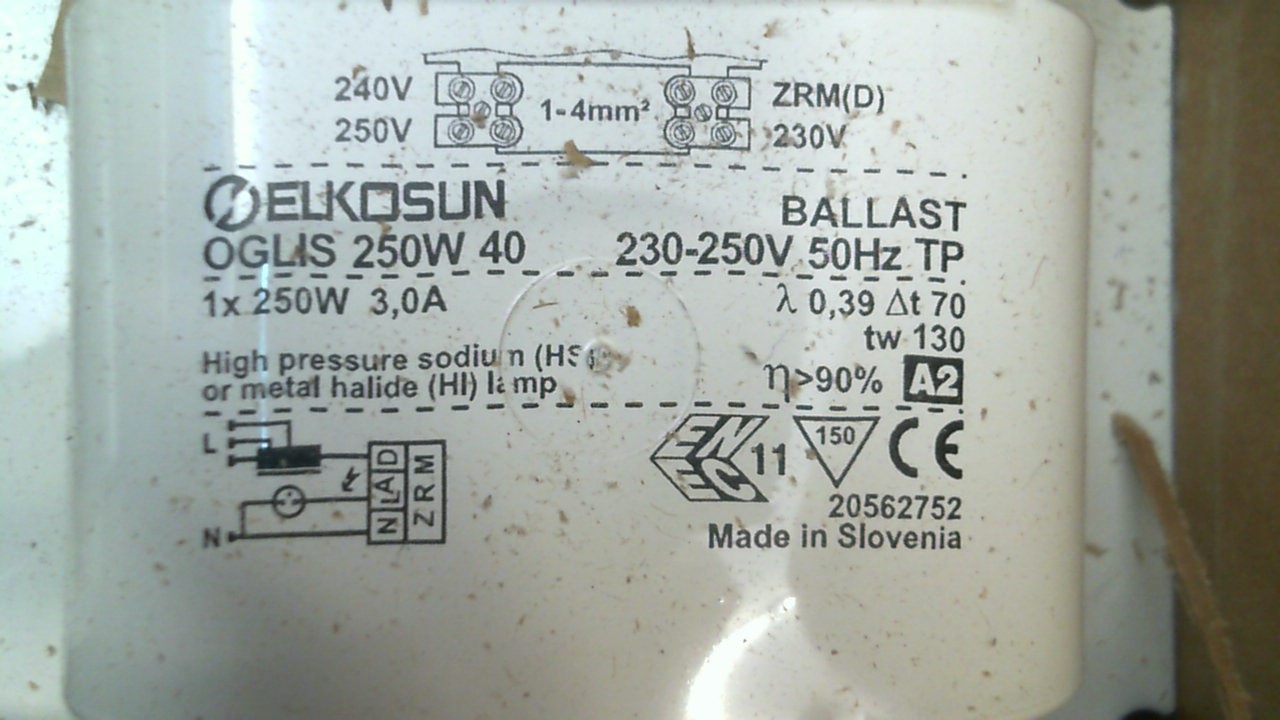 240V ZRM(D)
1-4mm²
250V 230V
ELKOSUN BALLAST
OGLIS 250W 40 230-250V 50Hz TP
1x 250W 3,0A λ 0,39 Δt 70
tw 130
High pressure sodium (HS)
or metal halide (HI) lamp η>90% A2
L
N
N LA D
ZRM
ENEC 11 150 CE
20562752
Made in Slovenia